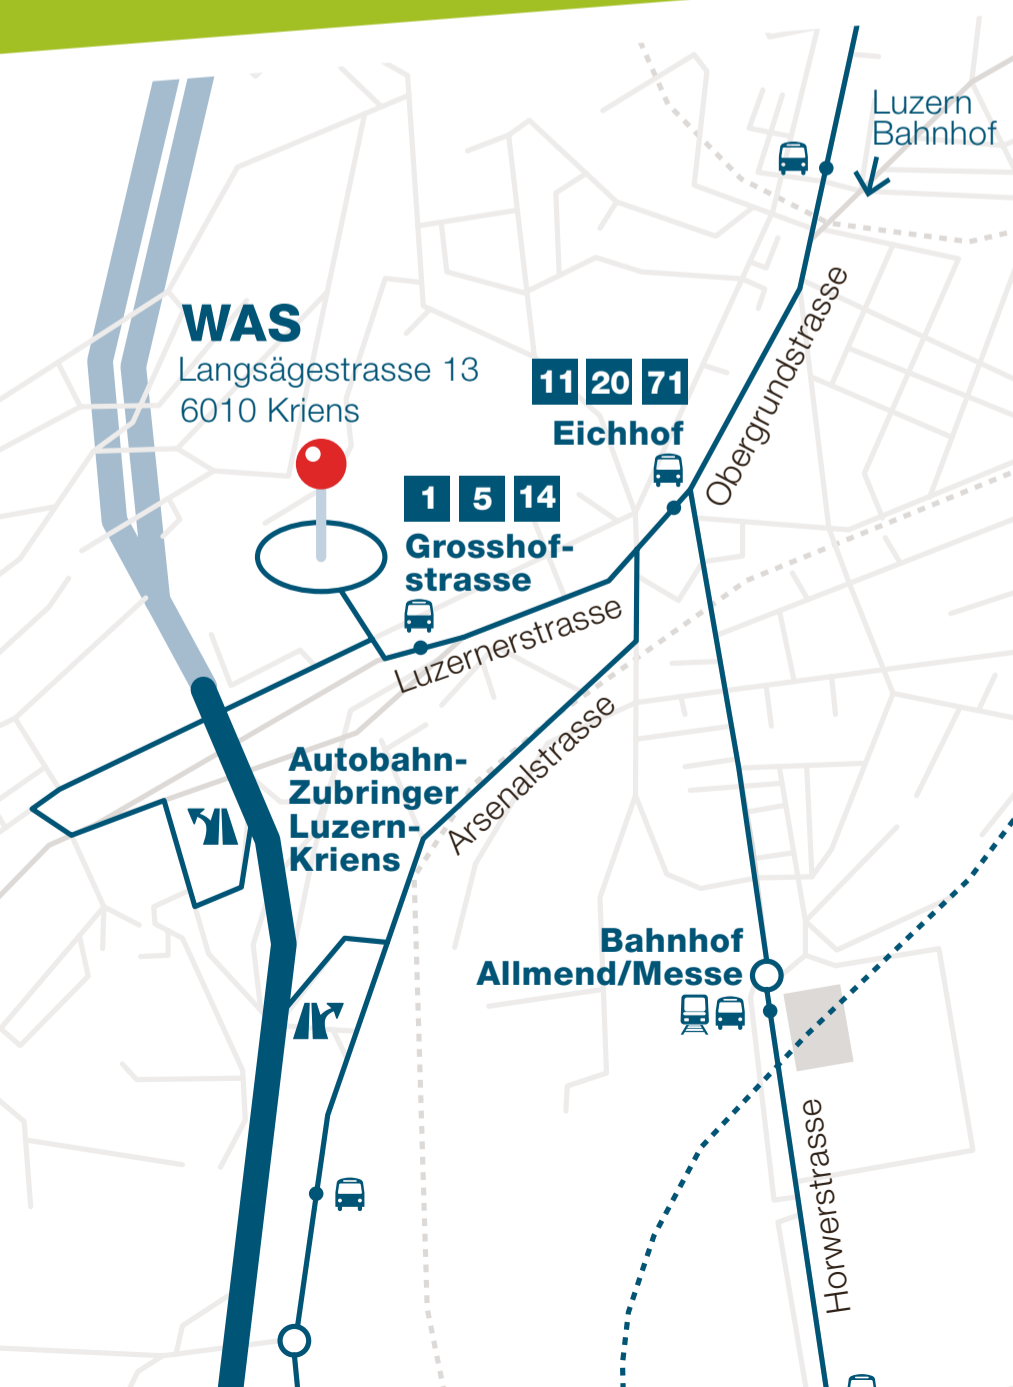 Luzern
Bahnhof
WAS
Langsägestrasse 13
6010 Kriens
11 20 71
Eichhof
Obergrundstrasse
1 5 14
Grosshof-
strasse
Luzernerstrasse
Arsenalstrasse
Autobahn-
Zubringer
Luzern-
Kriens
Bahnhof
Allmend/Messe
Horwerstrasse